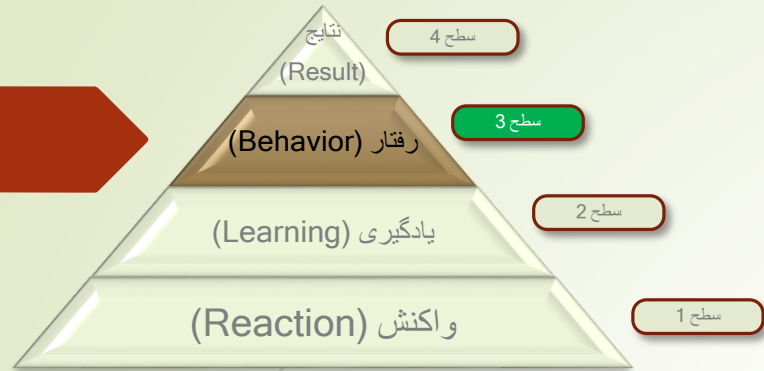 نتایج
(Result)
سطح 4
رفتار (Behavior)
سطح 3
یادگیری (Learning)
سطح 2
واکنش (Reaction)
سطح 1